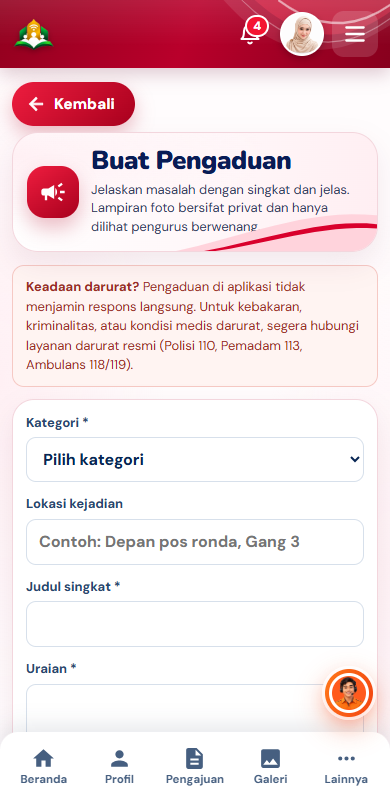 4
Kembali
Buat Pengaduan
Jelaskan masalah dengan singkat dan jelas.
Lampiran foto bersifat privat dan hanya
dilihat pengurus berwenang.
Keadaan darurat? Pengaduan di aplikasi tidak
menjamin respons langsung. Untuk kebakaran,
kriminalitas, atau kondisi medis darurat, segera hubungi
layanan darurat resmi (Polisi 110, Pemadam 113,
Ambulans 118/119).
Kategori *
Pilih kategori
Lokasi kejadian
Contoh: Depan pos ronda, Gang 3
Judul singkat *
Uraian *
Beranda
Profil
Pengajuan
Galeri
Lainnya